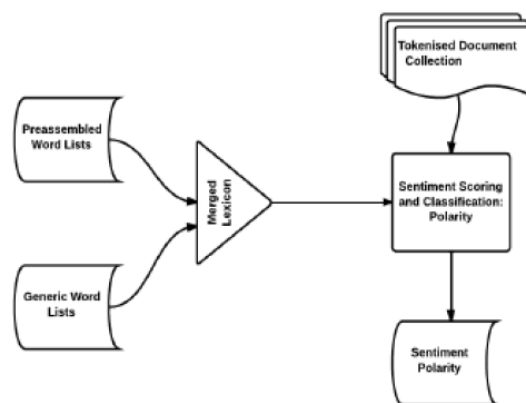 Tokenised Document
Collection
Preassembled
Word Lists
Merged
Lexicon
Sentiment Scoring
and Classification:
Polarity
Generic Word
Lists
Sentiment
Polarity